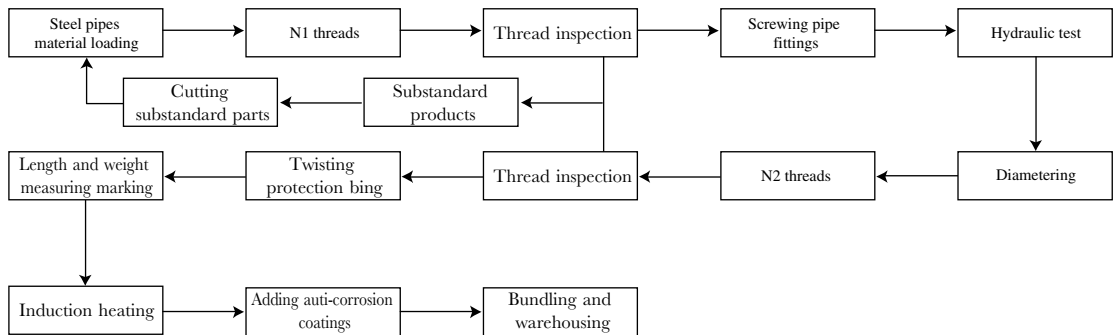 Steel pipes
material loading
N1 threads
Thread inspection
Screwing pipe
fittings
Hydraulic test
Cutting
substandard parts
Substandard
products
Length and weight
measuring marking
Twisting
protection bing
Thread inspection
N2 threads
Diametering
Induction heating
Adding auti-corrosion
coatings
Bundling and
warehousing